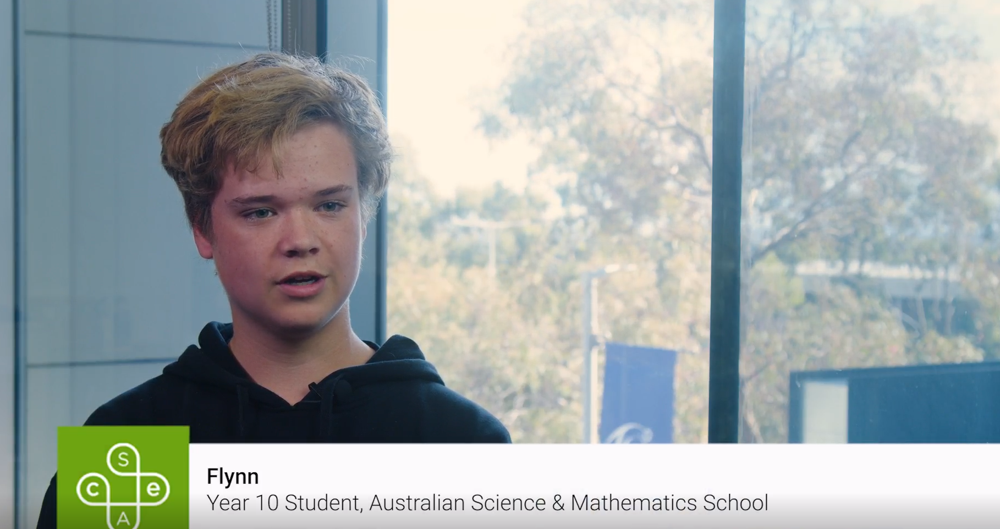 S
C e
A
Flynn
Year 10 Student, Australian Science & Mathematics School